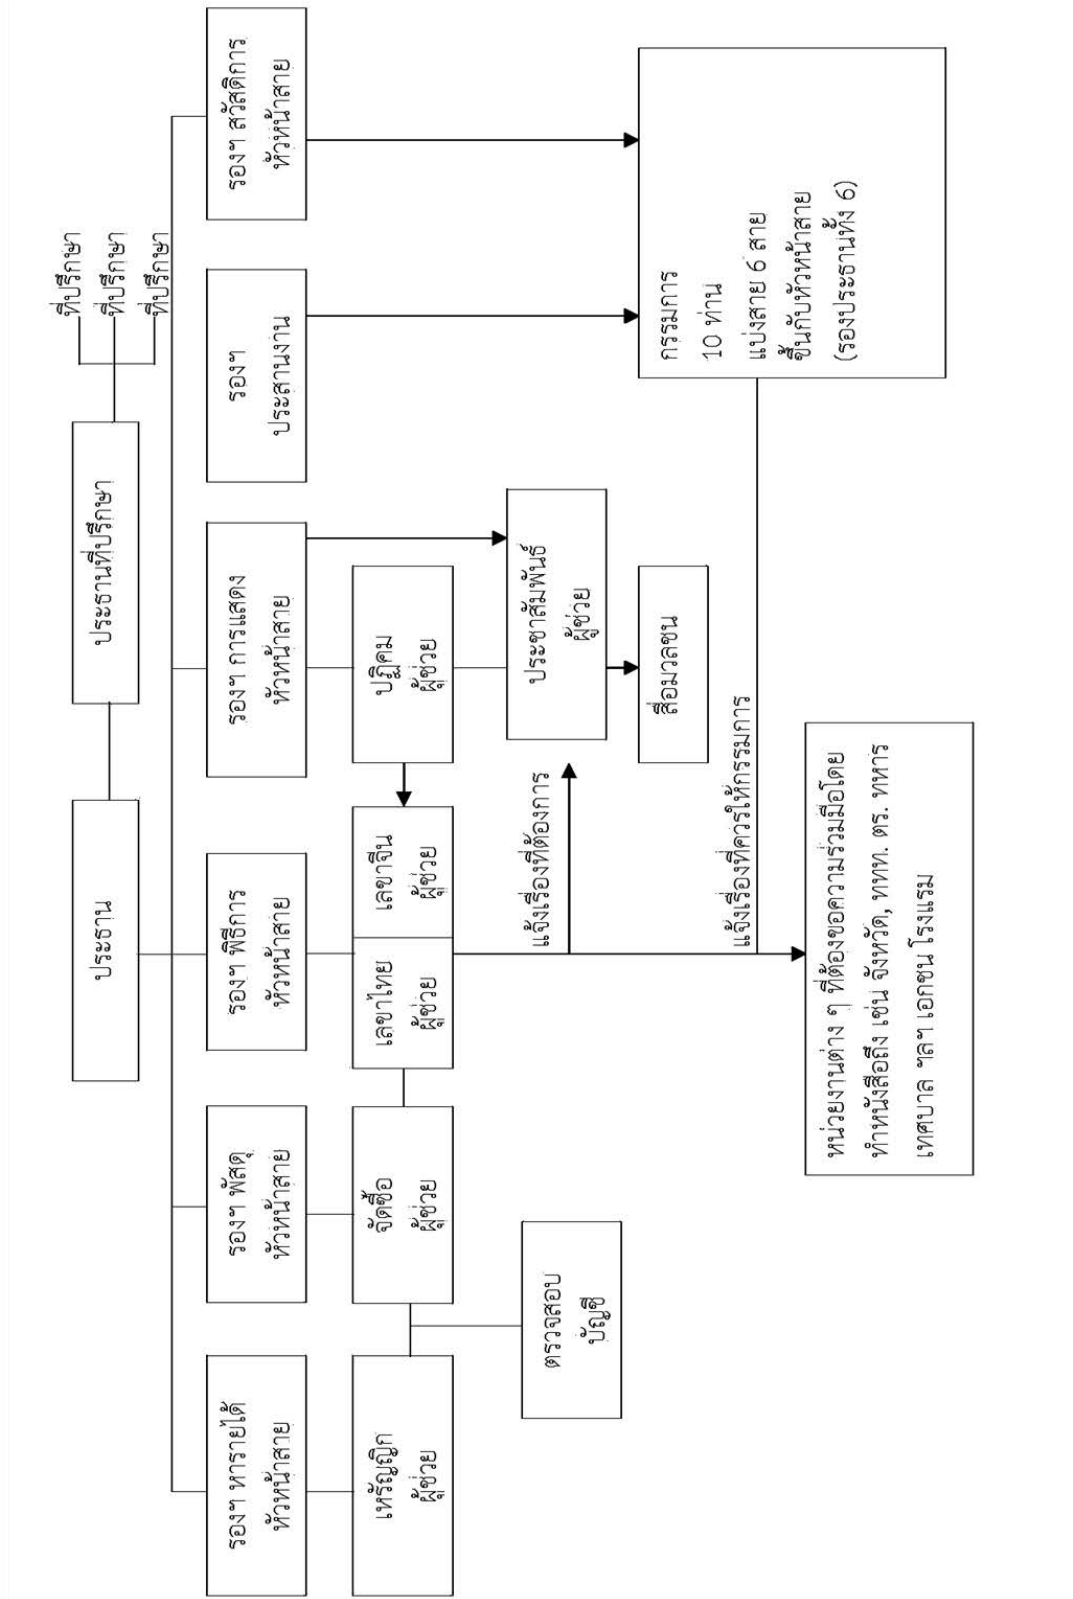 ประธาน
ประธานที่ปรึกษา
ที่ปรึกษา
ที่ปรึกษา
ที่ปรึกษา
รองฯ หารายได้
หัวหน้าสาย
รองฯ พัสดุ
หัวหน้าสาย
รองฯ พิธีการ
หัวหน้าสาย
รองฯ การแสดง
หัวหน้าสาย
รองฯ
ประสานงาน
รองฯ สวัสดิการ
หัวหน้าสาย
เหรัญญิก
ผู้ช่วย
จัดซื้อ
ผู้ช่วย
เลขาไทย
ผู้ช่วย
เลขาจีน
ผู้ช่วย
ปฏิคม
ผู้ช่วย
ตรวจสอบ
บัญชี
แจ้งเรื่องที่ต้องการ
ประชาสัมพันธ์
ผู้ช่วย
สื่อมวลชน
กรรมการ
10 ท่าน
แบ่งสาย 6 สาย
ขึ้นกับหัวหน้าสาย
(รองประธานทั้ง 6)
แจ้งเรื่องที่ควรให้กรรมการ
หน่วยงานต่าง ๆ ที่ต้องขอความร่วมมือโดย
ทำหนังสือถึง เช่น จังหวัด, ททท. ตร. ทหาร
เทศบาล ฯลฯ เอกชน โรงแรม